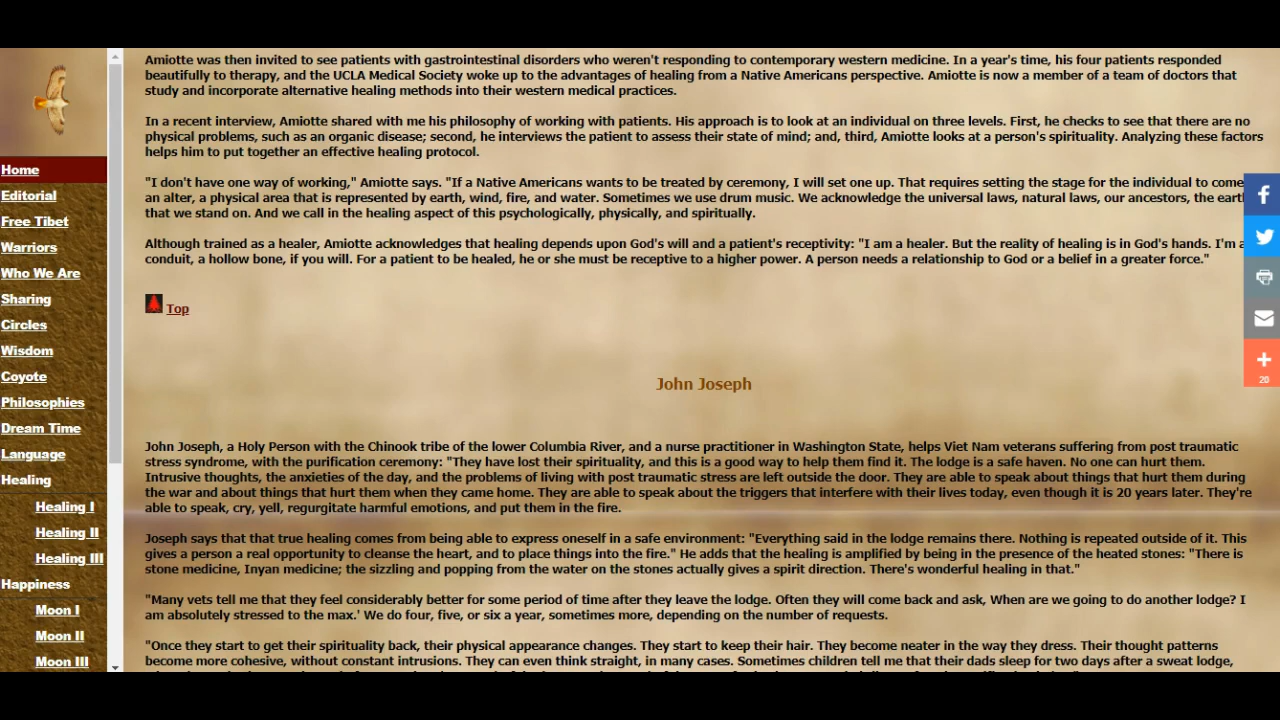 Amiotte was then invited to see patients with gastrointestinal disorders who weren't responding to contemporary western medicine. In a year's time, his four patients responded
beautifully to therapy, and the UCLA Medical Society woke up to the advantages of healing from a Native Americans perspective. Amiotte is now a member of a team of doctors that
study and incorporate alternative healing methods into their western medical practices.
In a recent interview, Amiotte shared with me his philosophy of working with patients. His approach is to look at an individual on three levels. First, he checks to see that there are no
physical problems, such as an organic disease; second, he interviews the patient to assess their state of mind; and, third, Amiotte looks at a person's spirituality. Analyzing these factors
helps him to put together an effective healing protocol.
"I don't have one way of working," Amiotte says. "If a Native Americans wants to be treated by ceremony, I will set one up. That requires setting the stage for the individual to come
an alter, a physical area that is represented by earth, wind, fire, and water. Sometimes we use drum music. We acknowledge the universal laws, natural laws, our ancestors, the earth
that we stand on. And we call in the healing aspect of this psychologically, physically, and spiritually.
Although trained as a healer, Amiotte acknowledges that healing depends upon God's will and a patient's receptivity: "I am a healer. But the reality of healing is in God's hands. I'm a
conduit, a hollow bone, if you will. For a patient to be healed, he or she must be receptive to a higher power. A person needs a relationship to God or a belief in a greater force."
Top
John Joseph
John Joseph, a Holy Person with the Chinook tribe of the lower Columbia River, and a nurse practitioner in Washington State, helps Viet Nam veterans suffering from post traumatic
stress syndrome, with the purification ceremony: "They have lost their spirituality, and this is a good way to help them find it. The lodge is a safe haven. No one can hurt them.
Intrusive thoughts, the anxieties of the day, and the problems of living with post traumatic stress are left outside the door. They are able to speak about things that hurt them during
the war and about things that hurt them when they came home. They are able to speak about the triggers that interfere with their lives today, even though it is 20 years later. They're
able to speak, cry, yell, regurgitate harmful emotions, and put them in the fire.
Joseph says that that true healing comes from being able to express oneself in a safe environment: "Everything said in the lodge remains there. Nothing is repeated outside of it. This
gives a person a real opportunity to cleanse the heart, and to place things into the fire." He adds that the healing is amplified by being in the presence of the heated stones: "There is
stone medicine, Inyan medicine; the sizzling and popping from the water on the stones actually gives a spirit direction. There's wonderful healing in that."
"Many vets tell me that they feel considerably better for some period of time after they leave the lodge. Often they will come back and ask, When are we going to do another lodge? I
am absolutely stressed to the max.' We do four, five, or six a year, sometimes more, depending on the number of requests.
"Once they start to get their spirituality back, their physical appearance changes. They start to keep their hair. They become neater in the way they dress. Their thought patterns
become more cohesive, without constant intrusions. They can even think straight, in many cases. Sometimes children tell me that their dads sleep for two days after a sweat lodge,
Home
Editorial
Free Tibet
Warriors
Who We Are
Sharing
Circles
Wisdom
Coyote
Philosophies
Dream Time
Language
Healing
Healing I
Healing II
Healing III
Happiness
Moon I
Moon II
Moon III
20